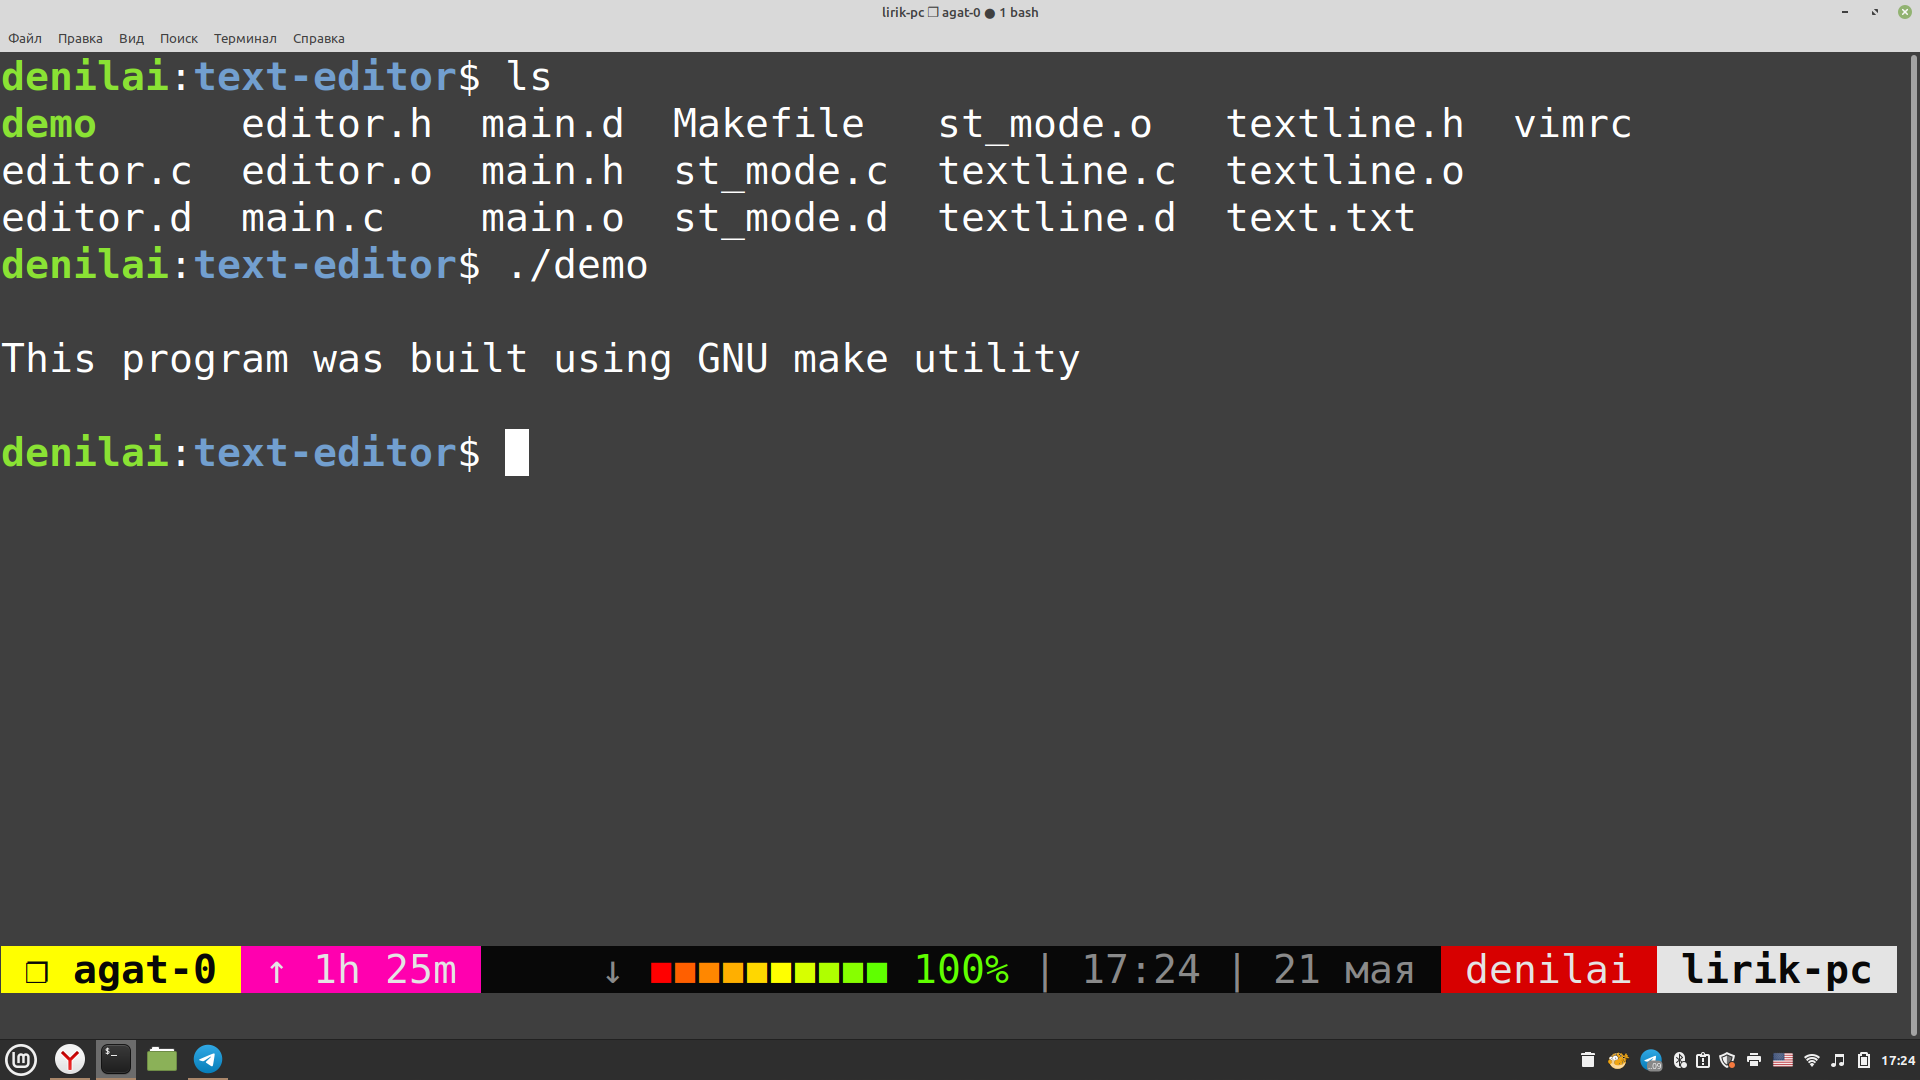 lirik-pc ❐ agat-0 ● 1 bash
Файл Правка Вид Поиск Терминал Справка
denilai:text-editor$ ls
demo editor.h main.d Makefile st_mode.o textline.h vimrc
editor.c editor.o main.h st_mode.c textline.c textline.o
editor.d main.c main.o st_mode.d textline.d text.txt
denilai:text-editor$ ./demo
This program was built using GNU make utility
denilai:text-editor$
❐ agat-0 ↑ 1h 25m ↓ 100% | 17:24 | 21 мая denilai lirik-pc
17:24